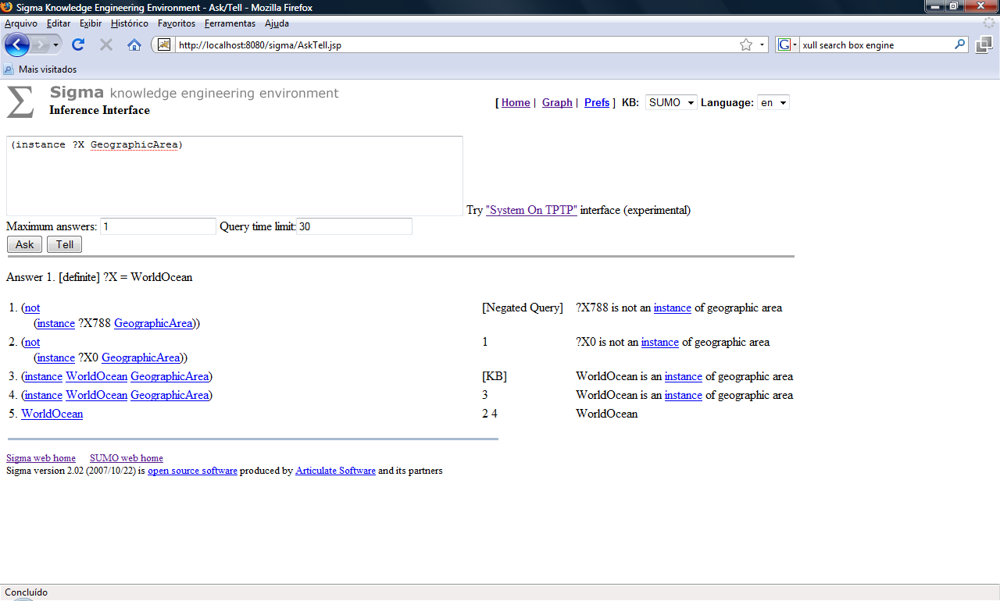 Sigma Knowledge Engineering Environment - Ask/Tell - Mozilla Firefox
Arquivo Editar Exibir Histórico Favoritos Ferramentas Ajuda
http://localhost:8080/sigma/AskTell.jsp G xull search box engine
Mais visitados
Σ Sigma knowledge engineering environment
Inference Interface
[ Home | Graph | Prefs ] KB: SUMO Language: en
(instance ?X GeographicArea)
Try "System On TPTP" interface (experimental)
Maximum answers: 1 Query time limit: 30
Ask Tell
Answer 1. [definite] ?X = WorldOcean
1. (not [Negated Query] ?X788 is not an instance of geographic area
(instance ?X788 GeographicArea))
2. (not 1 ?X0 is not an instance of geographic area
(instance ?X0 GeographicArea))
3. (instance WorldOcean GeographicArea) [KB] WorldOcean is an instance of geographic area
4. (instance WorldOcean GeographicArea) 3 WorldOcean is an instance of geographic area
5. WorldOcean 2 4 WorldOcean
Sigma web home SUMO web home
Sigma version 2.02 (2007/10/22) is open source software produced by Articulate Software and its partners
Concluído